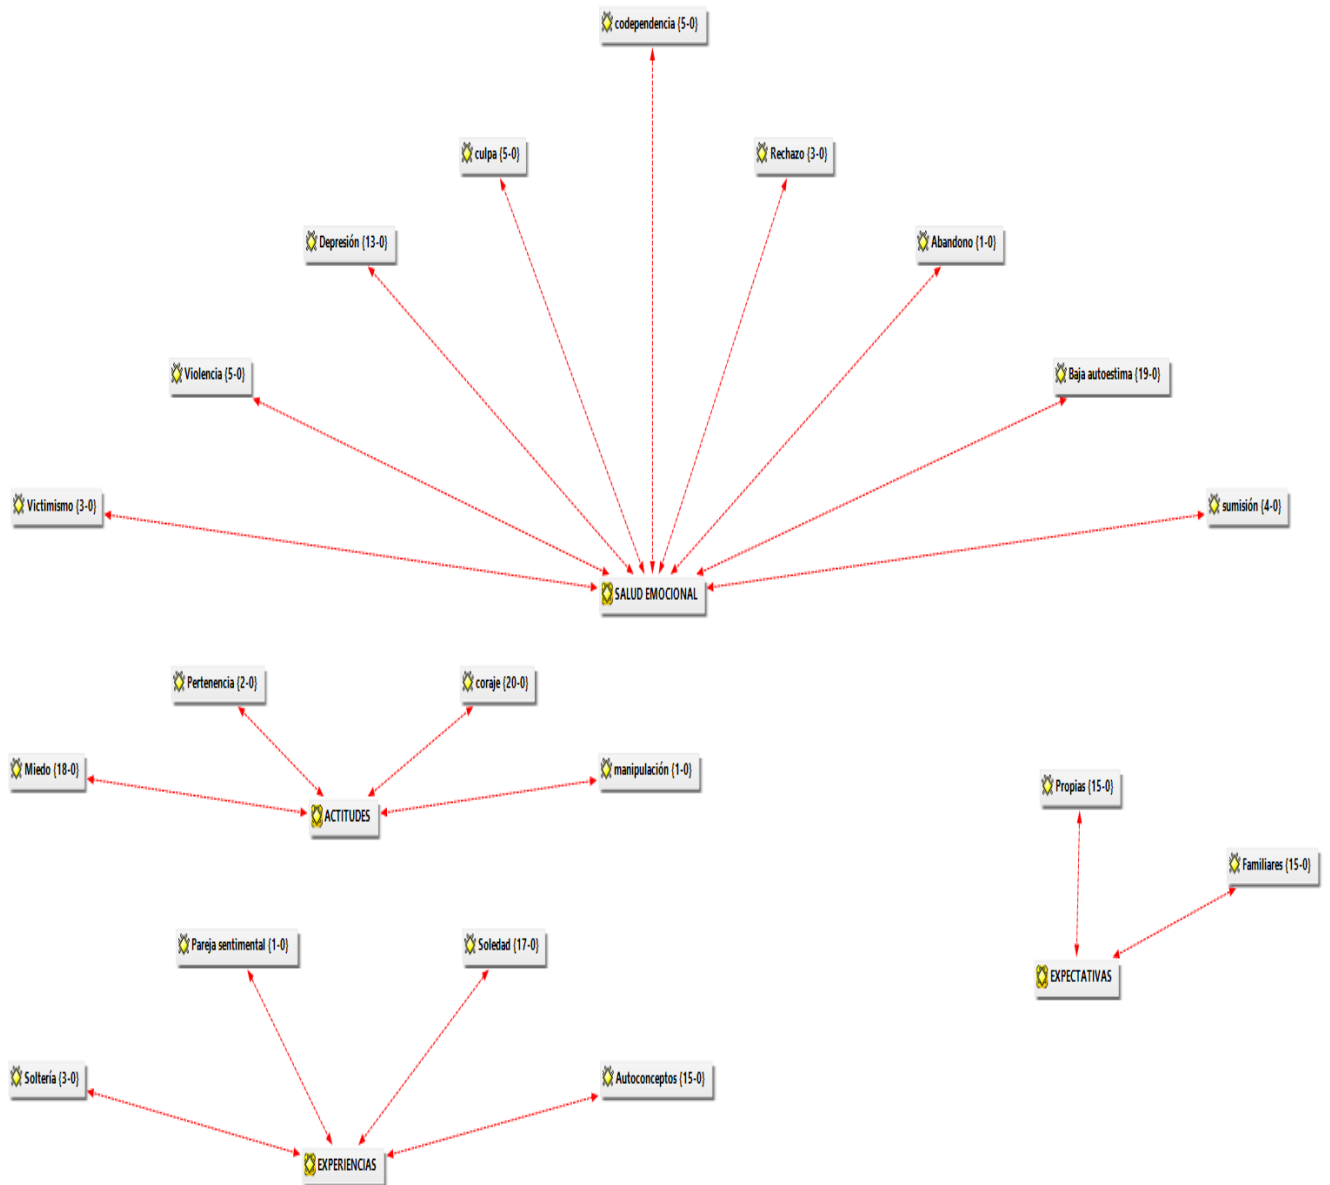 codependencia {5-0}
culpa {5-0}
Rechazo {3-0}
Depresión {13-0}
Abandono {1-0}
Violencia {5-0}
Baja autoestima {19-0}
Victimismo {3-0}
sumisión {4-0}
SALUD EMOCIONAL
Pertenencia {2-0}
coraje {20-0}
Miedo {18-0}
manipulación {1-0}
ACTITUDES
Propias {15-0}
Familiares {15-0}
EXPECTATIVAS
Pareja sentimental {1-0}
Soledad {17-0}
Soltería {3-0}
Autoconceptos {15-0}
EXPERIENCIAS